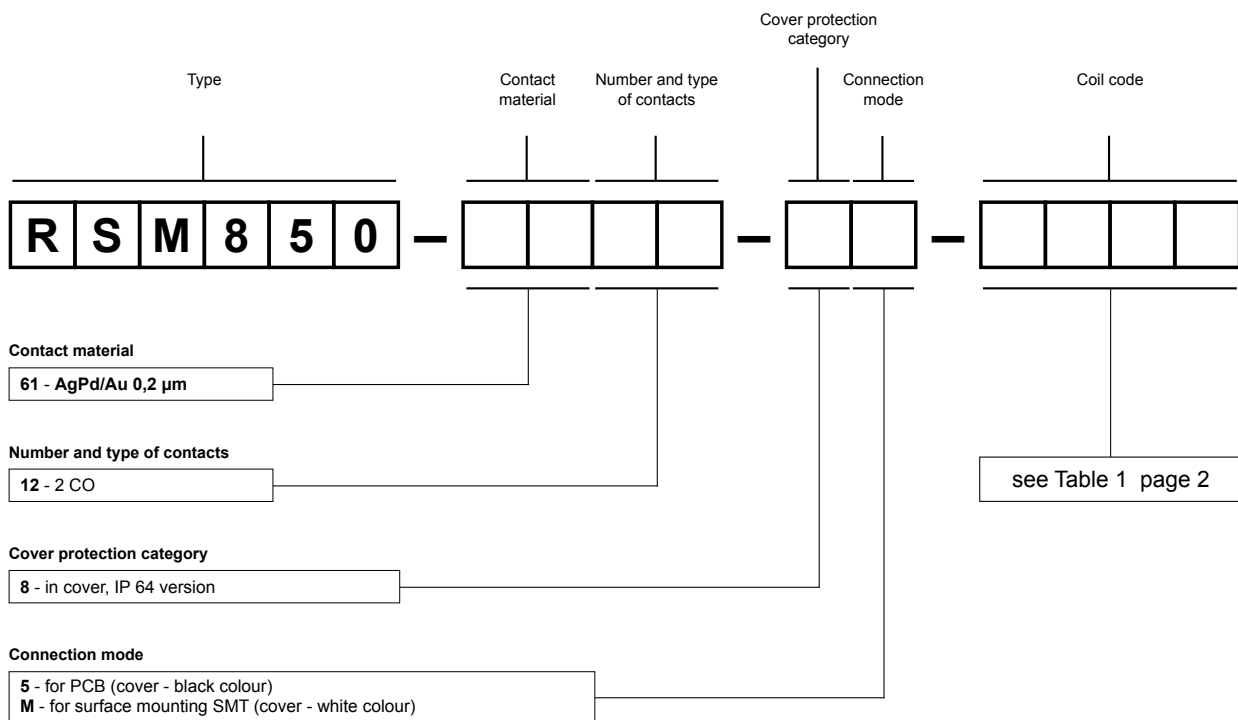 Cover protection
category
Type
Contact
material
Number and type
of contacts
Connection
mode
Coil code
R S M 8 5 0 – – –
Contact material
61 - AgPd/Au 0,2 µm
Number and type of contacts
12 - 2 CO
see Table 1 page 2
Cover protection category
8 - in cover, IP 64 version
Connection mode
5 - for PCB (cover - black colour)
M - for surface mounting SMT (cover - white colour)